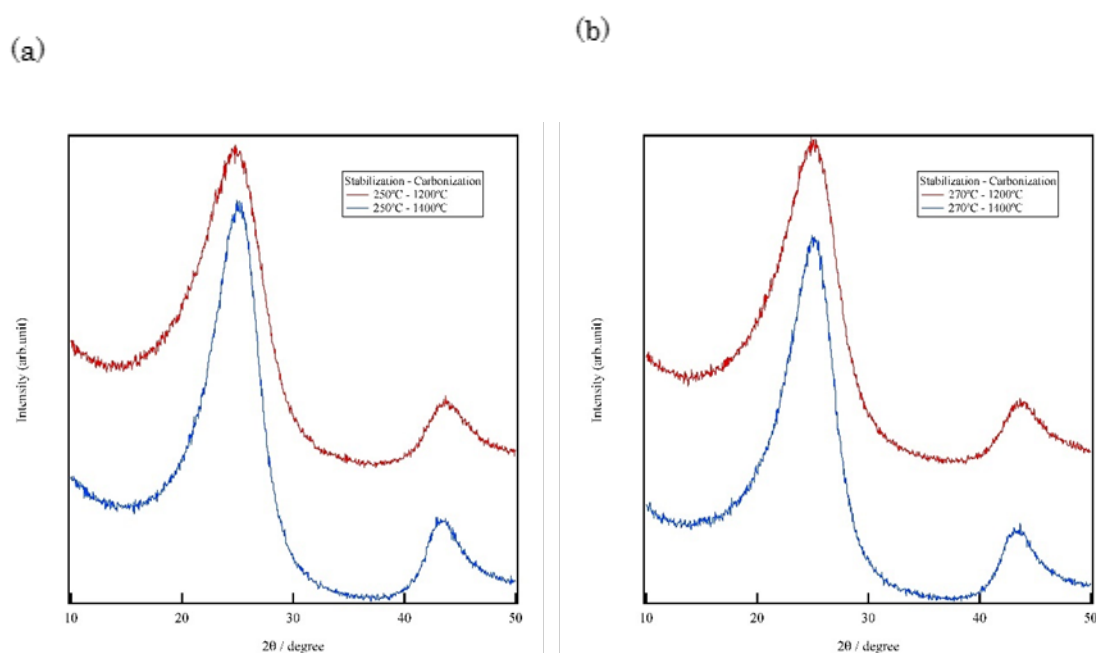 (a)
Stabilization - Carbonization
250℃ - 1200℃
250℃ - 1400℃
Intensity (arb.unit)
10 20 30 40 50
2θ / degree
(b)
Stabilization - Carbonization
270℃ - 1200℃
270℃ - 1400℃
Intensity (arb.unit)
10 20 30 40 50
2θ / degree